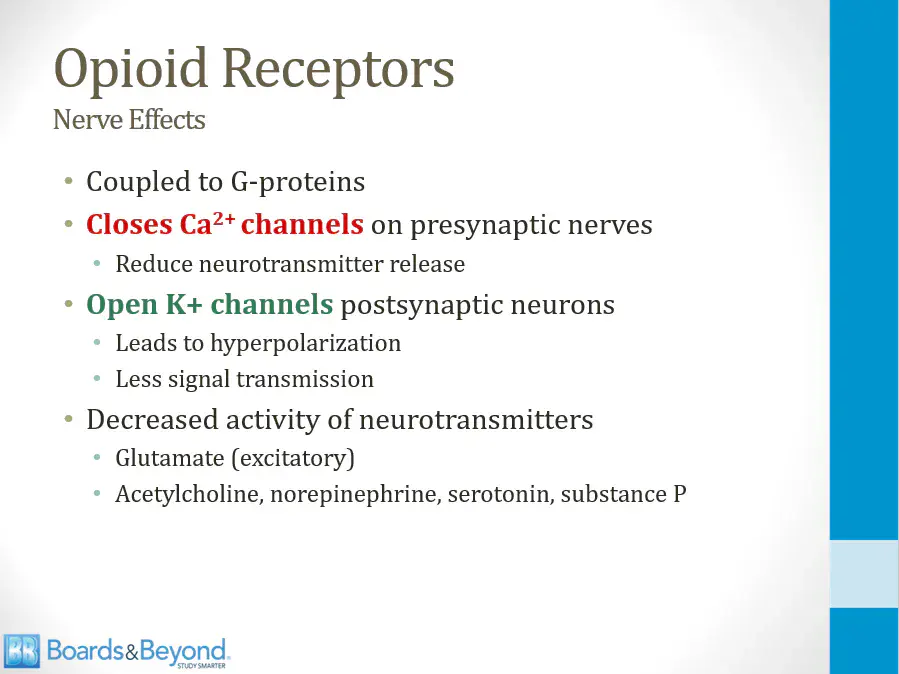 Opioid Receptors
Nerve Effects
• Coupled to G-proteins
• Closes Ca²⁺ channels on presynaptic nerves
• Reduce neurotransmitter release
• Open K+ channels postsynaptic neurons
• Leads to hyperpolarization
• Less signal transmission
• Decreased activity of neurotransmitters
• Glutamate (excitatory)
• Acetylcholine, norepinephrine, serotonin, substance P
BB Boards&Beyond.
STUDY SMARTER